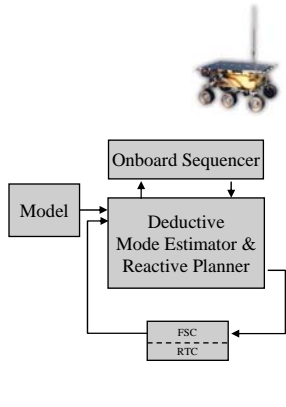 Onboard Sequencer
Model
Deductive
Mode Estimator &
Reactive Planner
FSC
RTC